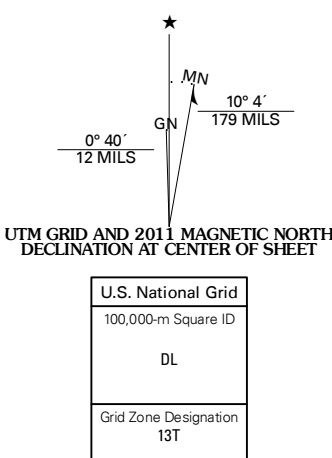 ★
MN
GN
10° 4´
179 MILS
0° 40´
12 MILS
UTM GRID AND 2011 MAGNETIC NORTH
DECLINATION AT CENTER OF SHEET
U.S. National Grid
100,000-m Square ID
DL
Grid Zone Designation
13T